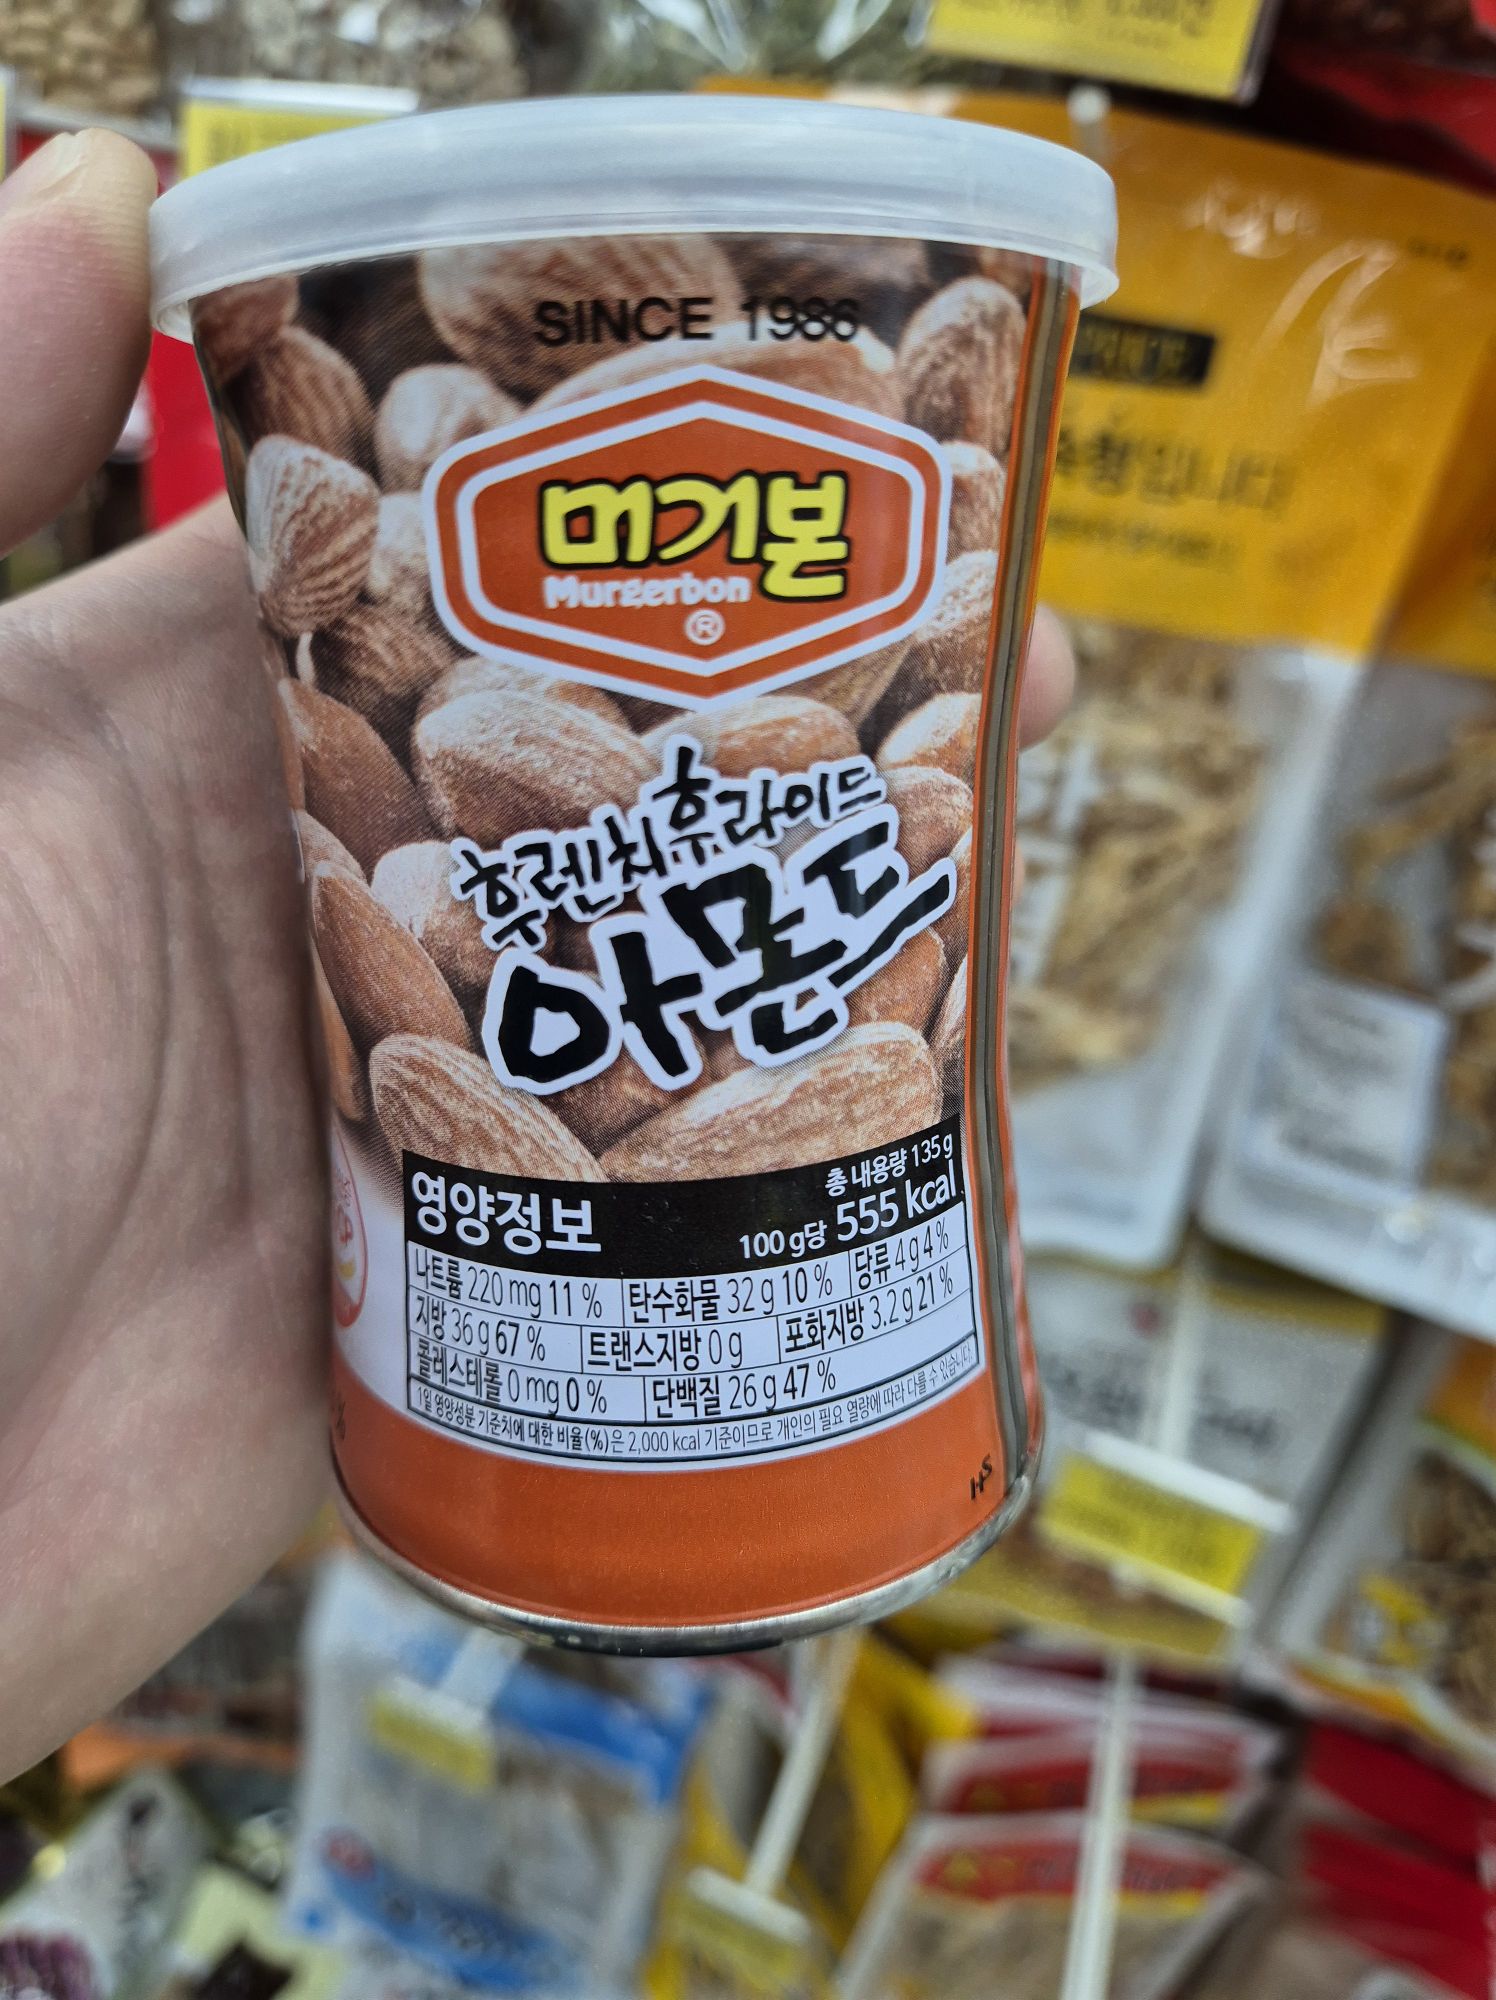 SINCE 1986
머거본
Murgerbon
®
후렌치후라이드
아몬드
영양정보
총 내용량 135 g
100 g당 555 kcal
나트륨 220 mg 11 % 탄수화물 32 g 10 % 당류 4 g 4 %
지방 36 g 67 % 트랜스지방 0 g 포화지방 3.2 g 21 %
콜레스테롤 0 mg 0 % 단백질 26 g 47 %
1일 영양성분 기준치에 대한 비율(%)은 2,000 kcal 기준이므로 개인의 필요 열량에 따라 다를 수 있습니다.
HS